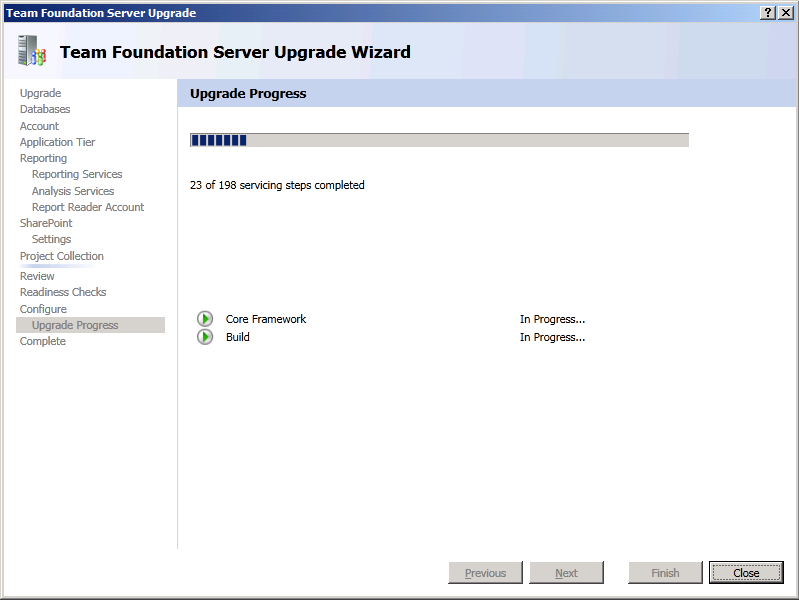 Team Foundation Server Upgrade
Team Foundation Server Upgrade Wizard
Upgrade
Databases
Account
Application Tier
Reporting
Reporting Services
Analysis Services
Report Reader Account
SharePoint
Settings
Project Collection
Review
Readiness Checks
Configure
Upgrade Progress
Complete
Upgrade Progress
23 of 198 servicing steps completed
Core Framework In Progress...
Build In Progress...
Previous Next Finish Close